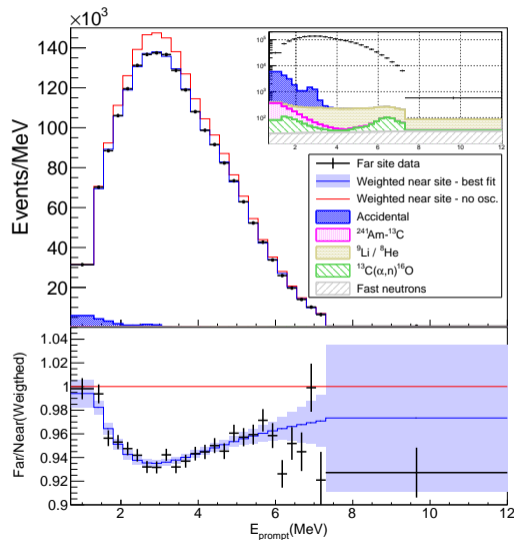 ×10³
140
120
100
80
60
40
20
Events/MeV
10⁵
10⁴
10³
10²
2 4 6 8 10 12
Far site data
Weighted near site - best fit
Weighted near site - no osc.
Accidental
²⁴¹Am-¹³C
⁹Li / ⁸He
¹³C(α,n)¹⁶O
Fast neutrons
1.04
1.02
1
0.98
0.96
0.94
0.92
0.9
Far/Near(Weigthed)
2 4 6 8 10 12
E_prompt(MeV)